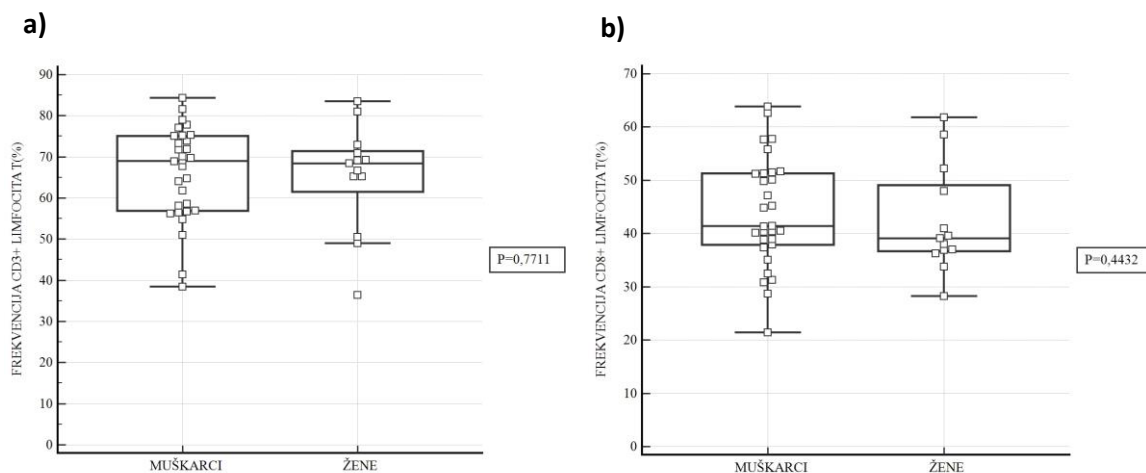 a)
FREKVENCIJA CD3+ LIMFOCITA T(%)
90
80
70
60
50
40
30
20
10
0
MUŠKARCI ŽENE
P=0,7711
b)
FREKVENCIJA CD8+ LIMFOCITA T(%)
70
60
50
40
30
20
10
0
MUŠKARCI ŽENE
P=0,4432